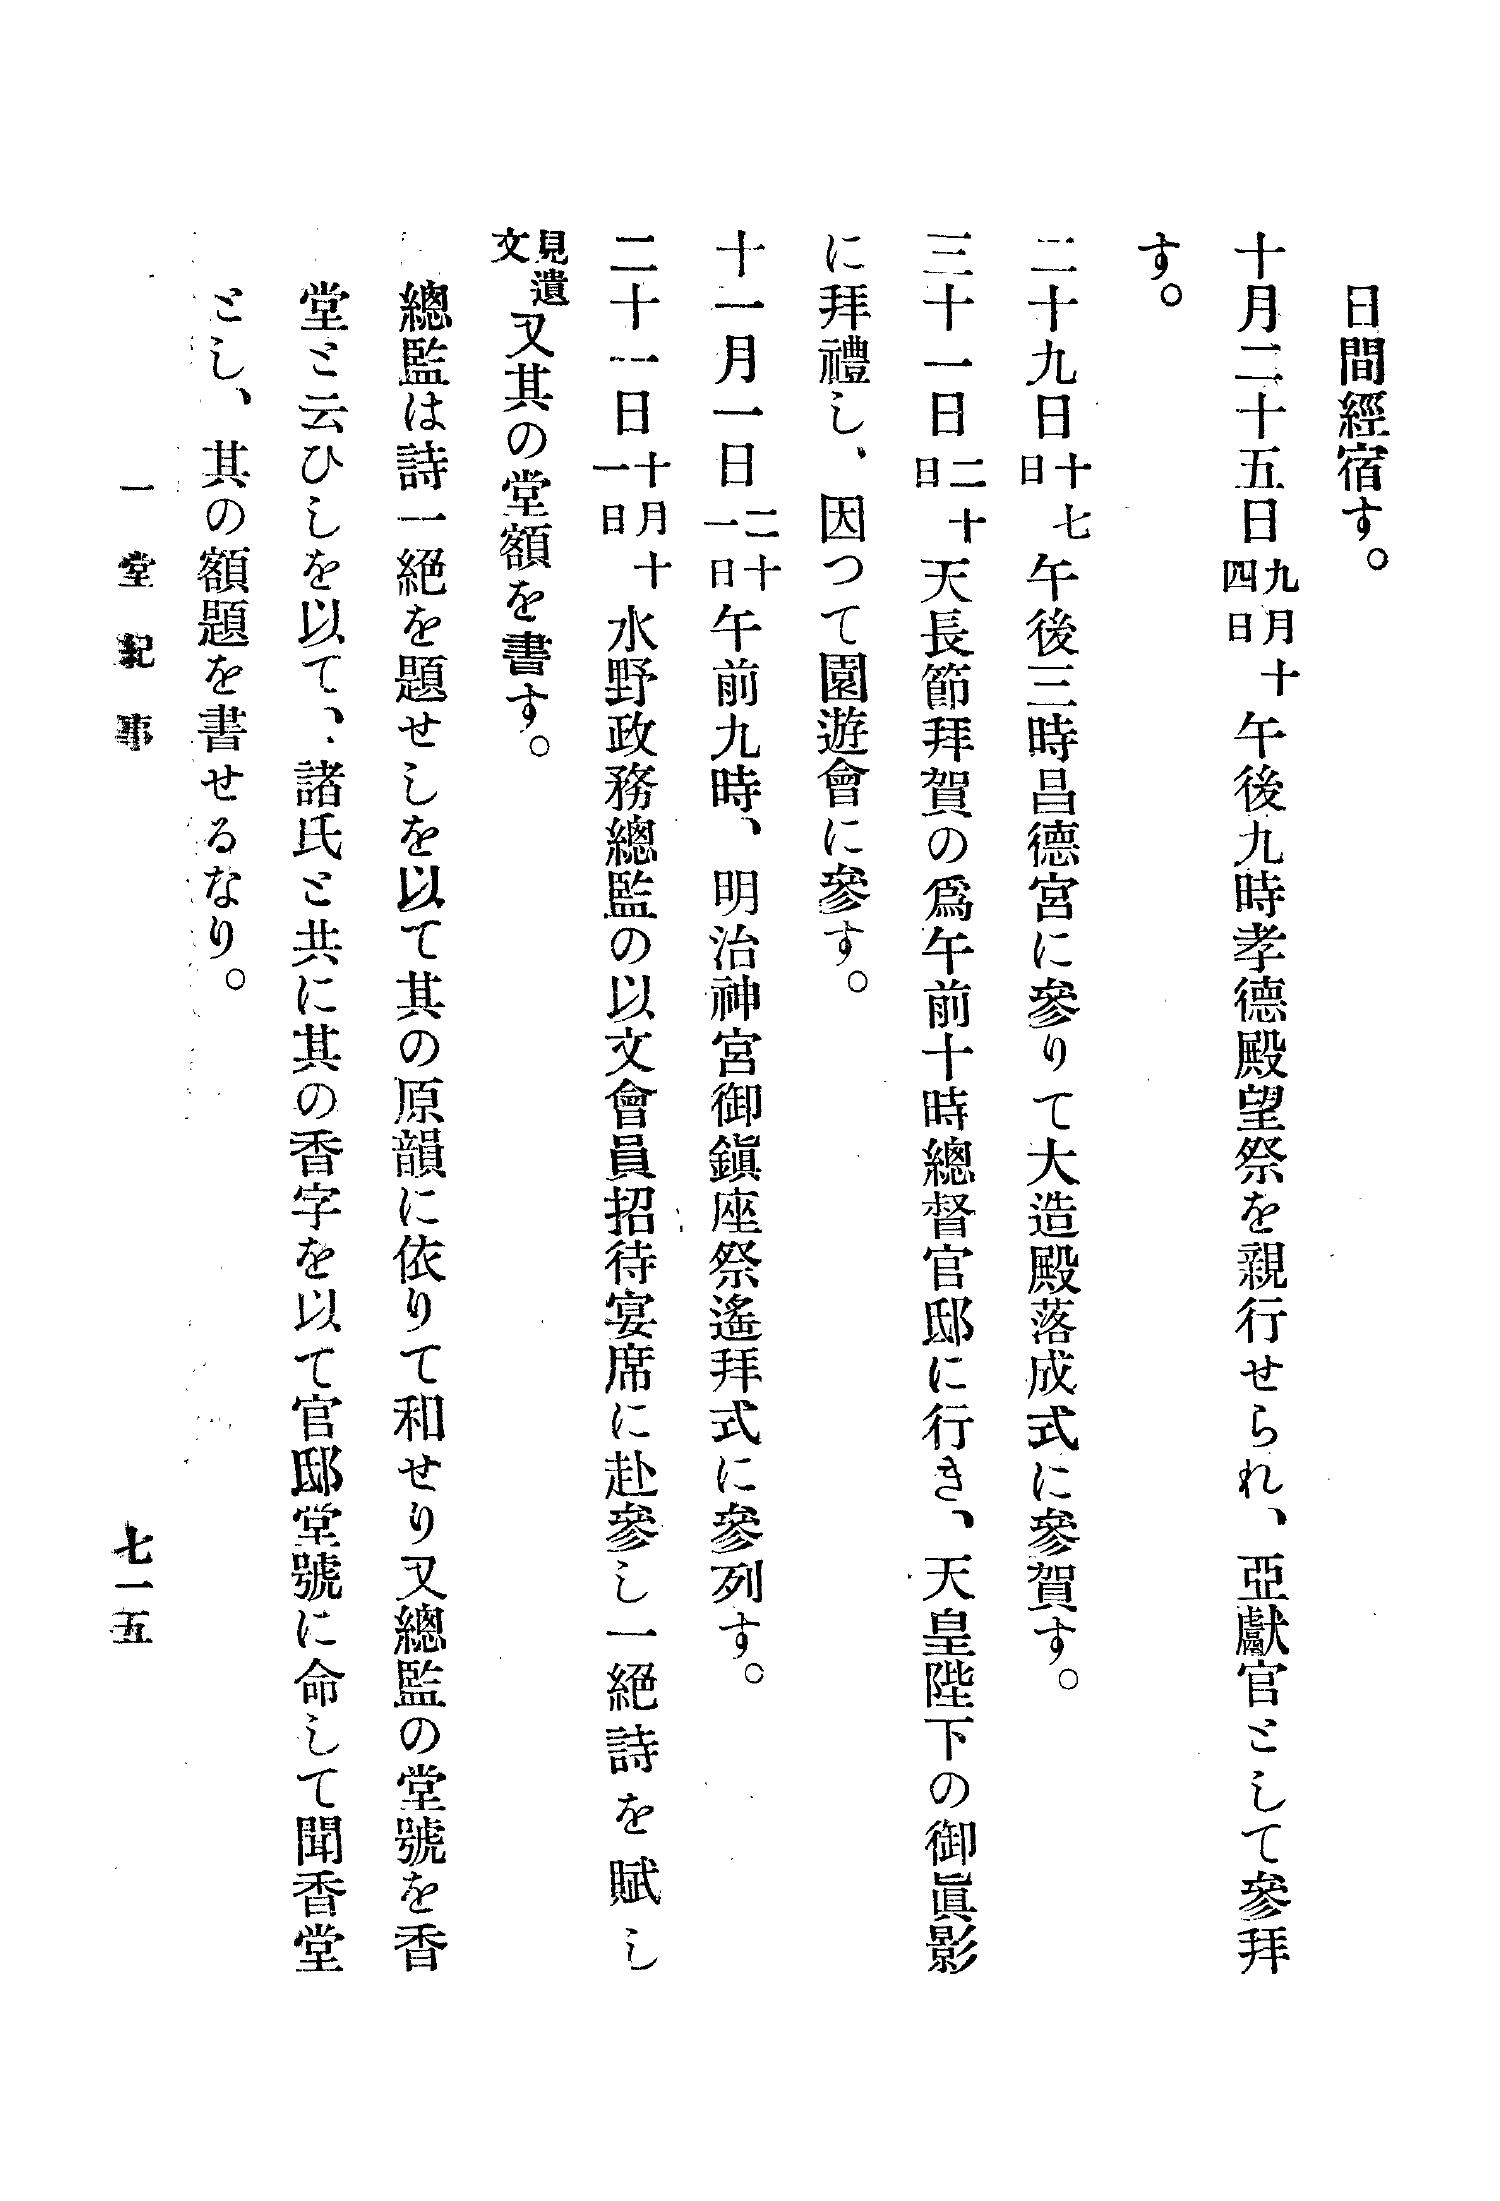 日間經宿す。
十月二十五日九月十四日午後九時孝德殿望祭を親行せられ、亞獻官として參拜
す。
二十九日十七日午後三時昌德宮に參りて大造殿落成式に參賀す。
三十一日二十日天長節拜賀の爲午前十時總督官邸に行き、天皇陛下の御眞影
に拜禮し、因つて園遊會に參す。
十一月一日二十一日午前九時、明治神宮御鎭座祭遙拜式に參列す。
二十一日十月十一日水野政務總監の以文會員招待宴席に赴參し一絕詩を賦し
見遺文又其の堂額を書す。
總監は詩一絕を題せしを以て其の原韻に依りて和せり又總監の堂號を香
堂と云ひしを以て、諸氏と共に其の香字を以て官邸堂號に命して聞香堂
とし、其の額題を書せるなり。
一堂紀事
七一五